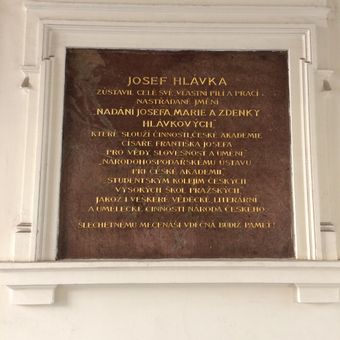 JOSEF HLÁVKA
ZŮSTAVIL CELÉ SVÉ VLASTNÍ PÍLÍ A PRACÍ
NASTŘÁDANÉ JMĚNÍ
„NADÁNÍ JOSEFA, MARIE A ZDEŇKY
HLÁVKOVÝCH“
KTERÉ SLOUŽÍ ČINNOSTI ČESKÉ AKADEMIE
CÍSAŘE FRANTIŠKA JOSEFA
PRO VĚDY SLOVESNOST A UMĚNÍ
NÁRODOHOSPODÁŘSKÉMU ÚSTAVU
PŘI ČESKÉ AKADEMII,
STUDENTSKÝM KOLEJÍM ČESKÝCH
VYSOKÝCH ŠKOL PRAŽSKÝCH
JAKOŽ I VEŠKERÉ VĚDECKÉ, LITERÁRNÍ
A UMĚLECKÉ ČINNOSTI NÁRODA ČESKÉHO.
ŠLECHETNÉMU MECENÁŠI VDĚČNÁ BUDIŽ PAMĚŤ!